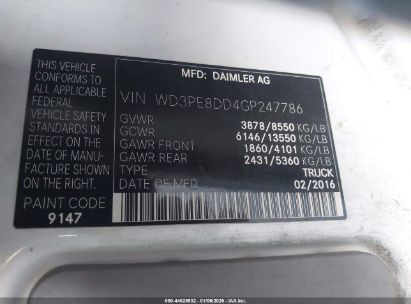 MFD. BY DAIMLER AG
THIS VEHICLE
CONFORMS TO
ALL APPLICABLE
FEDERAL MOTOR
VEHICLE SAFETY
STANDARDS IN
EFFECT ON THE
DATE OF MANU-
FACTURE SHOWN
ON THE RIGHT.
PAINT CODE
9147
VIN WD3PE8DD4GP247786
GVWR 3878/8550 KG/LB
GCWR 6146/13550 KG/LB
GAWR FRONT 1860/4101 KG/LB
GAWR REAR 2431/5360 KG/LB
TYPE TRUCK
DATE OF MFD. 02/2016